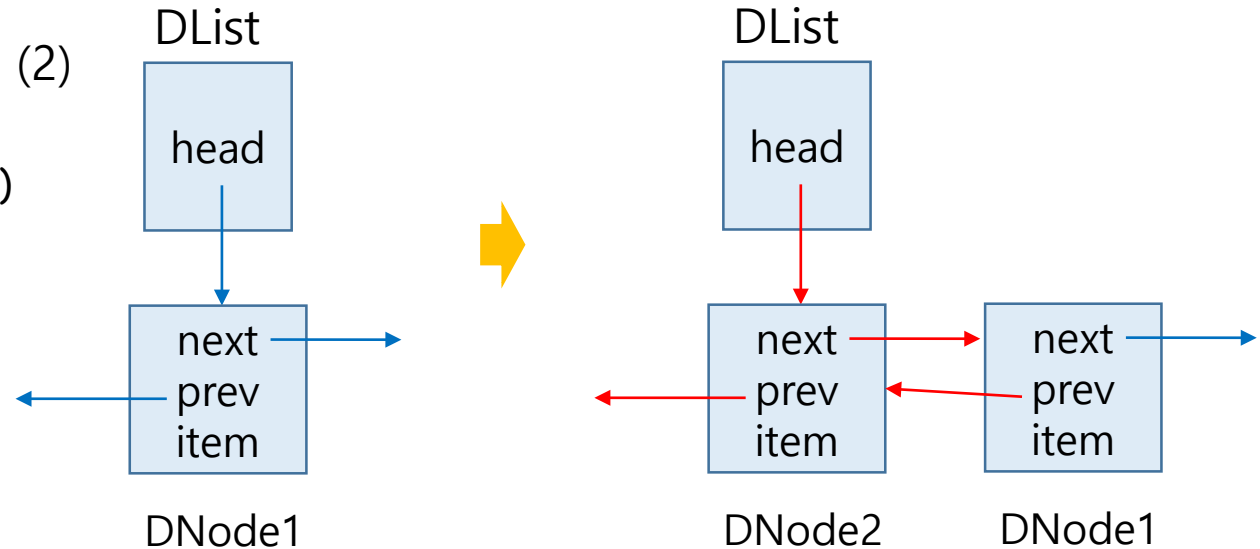 (2)
)
DList
head
next
prev
item
DNode1
DList
head
next
prev
item
DNode2
next
prev
item
DNode1